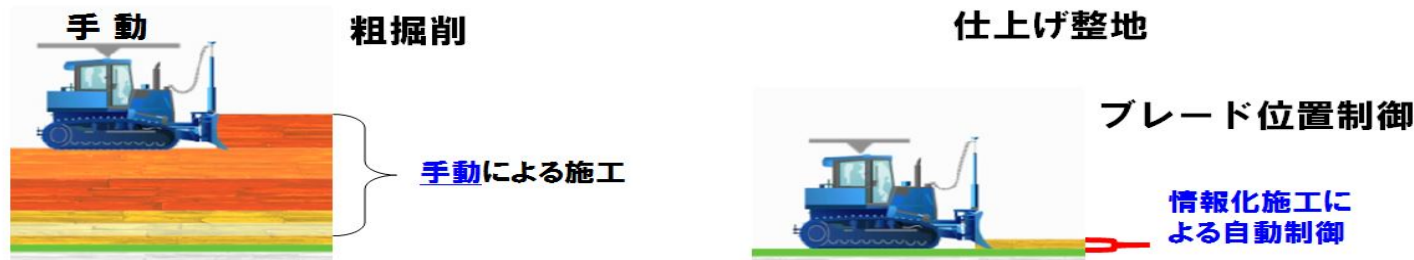 手 動
粗掘削
手動による施工
仕上げ整地
ブレード位置制御
情報化施工に
よる自動制御